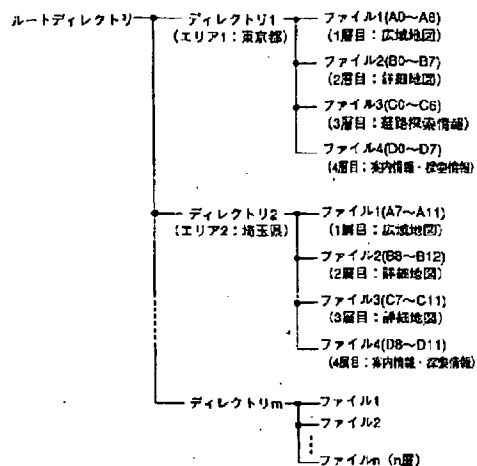 ルートディレクトリ
ディレクトリ1
(エリア1:東京都)
ファイル1(A0〜A6)
(1層目:広域地図)
ファイル2(B0〜B7)
(2層目:詳細地図)
ファイル3(C0〜C6)
(3層目:経路探索情報)
ファイル4(D0〜D7)
(4層目:案内情報・探索情報)
ディレクトリ2
(エリア2:埼玉県)
ファイル1(A7〜A11)
(1層目:広域地図)
ファイル2(B8〜B12)
(2層目:詳細地図)
ファイル3(C7〜C11)
(3層目:詳細地図)
ファイル4(D8〜D11)
(4層目:案内情報・探索情報)
ディレクトリm
ファイル1
ファイル2
ファイルn (n層)